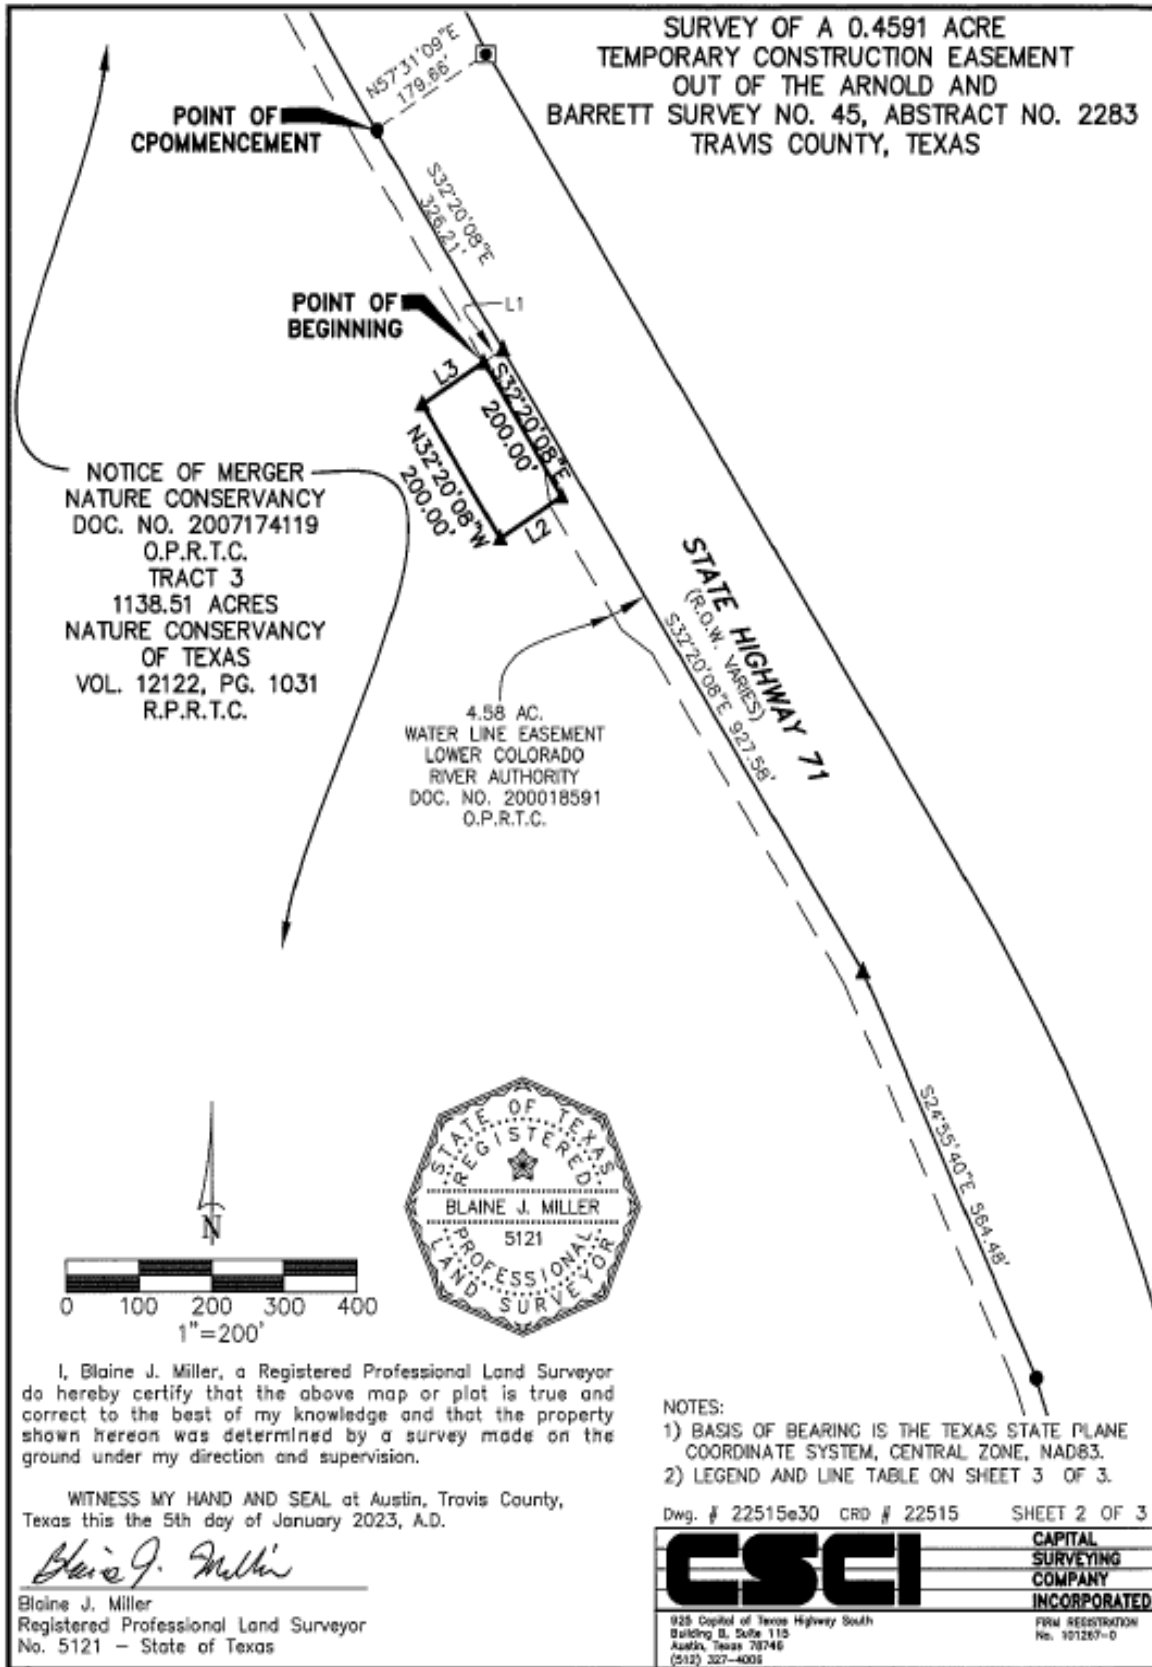 SURVEY OF A 0.4591 ACRE
TEMPORARY CONSTRUCTION EASEMENT
OUT OF THE ARNOLD AND
BARRETT SURVEY NO. 45, ABSTRACT NO. 2283
TRAVIS COUNTY, TEXAS
N57°31'09"E
179.66'
POINT OF
CPOMMENCEMENT
S32°20'08"E
326.21'
POINT OF
BEGINNING
L1
L3
S32°20'08"E
200.00'
N32°20'08"W
200.00'
L2
NOTICE OF MERGER
NATURE CONSERVANCY
DOC. NO. 2007174119
O.P.R.T.C.
TRACT 3
1138.51 ACRES
NATURE CONSERVANCY
OF TEXAS
VOL. 12122, PG. 1031
R.P.R.T.C.
STATE HIGHWAY 71
(R.O.W. VARIES)
S32°20'08"E 927.58'
4.58 AC.
WATER LINE EASEMENT
LOWER COLORADO
RIVER AUTHORITY
DOC. NO. 200018591
O.P.R.T.C.
S24°55'40"E 564.48'
STATE OF TEXAS
REGISTERED
BLAINE J. MILLER
5121
PROFESSIONAL
LAND SURVEYOR
N
0 100 200 300 400
1"=200'
I, Blaine J. Miller, a Registered Professional Land Surveyor
do hereby certify that the above map or plat is true and
correct to the best of my knowledge and that the property
shown hereon was determined by a survey made on the
ground under my direction and supervision.
WITNESS MY HAND AND SEAL at Austin, Travis County,
Texas this the 5th day of January 2023, A.D.
Blaine J. Miller
Blaine J. Miller
Registered Professional Land Surveyor
No. 5121 – State of Texas
NOTES:
1) BASIS OF BEARING IS THE TEXAS STATE PLANE
COORDINATE SYSTEM, CENTRAL ZONE, NAD83.
2) LEGEND AND LINE TABLE ON SHEET 3 OF 3.
Dwg. # 22515e30 CRD # 22515 SHEET 2 OF 3
CSCI
CAPITAL
SURVEYING
COMPANY
INCORPORATED
925 Capital of Texas Highway South
Building B, Suite 115
Austin, Texas 78746
(512) 327-4006
FIRM REGISTRATION
No. 101267-0